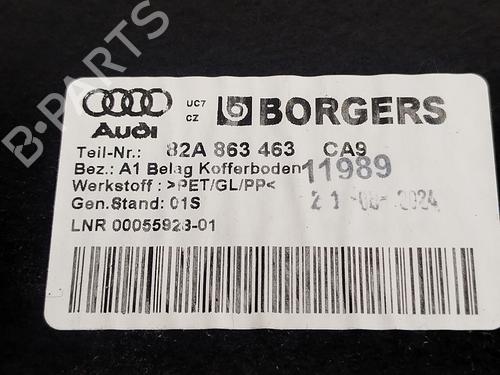 B-PARTS
Audi
UC7
CZ
BORGERS
Teil-Nr.: 82A 863 463 CA9
Bez.: A1 Belag Kofferboden
11989
Werkstoff : >PET/GL/PP<
Gen.Stand: 01S
LNR 00055928-01